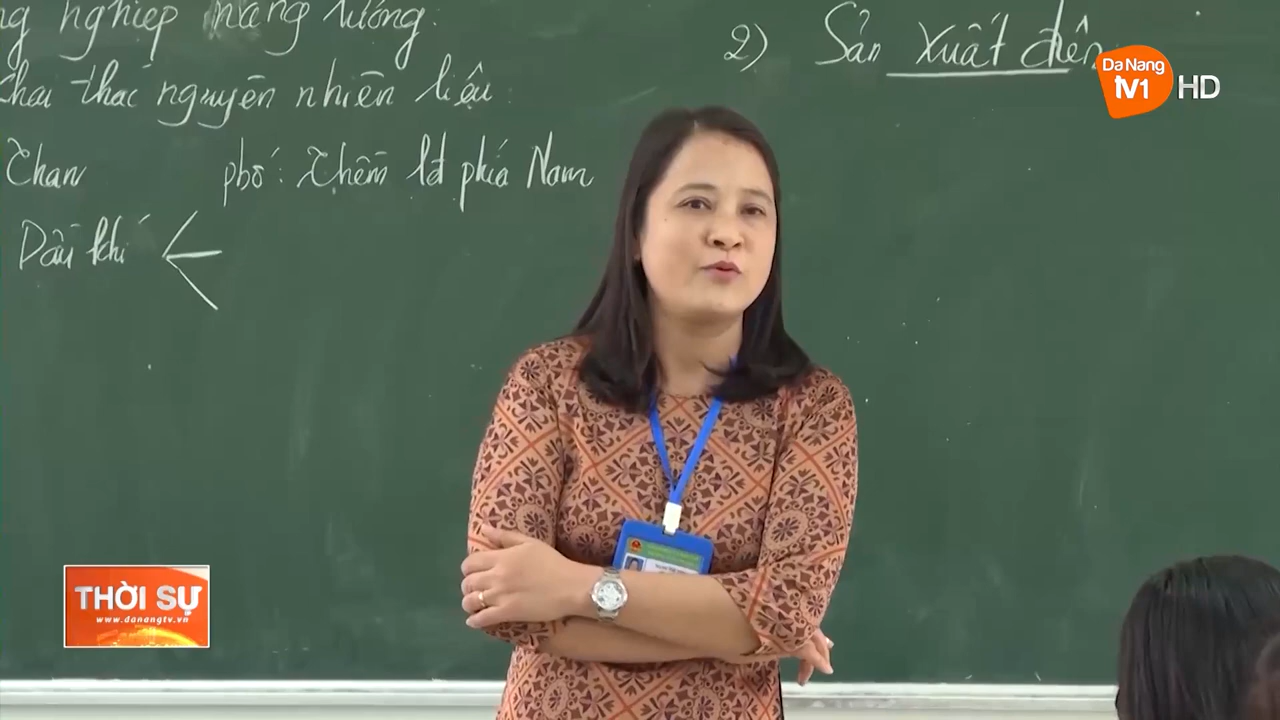 ng nghiệp năng lượng.
Khai thác nguyên nhiên liệu:
Than
phố: Thềm lđ phía Nam
Dầu khí
2) Sản xuất điện
Da Nang
TV1 HD
THỜI SỰ
www.danangtv.vn